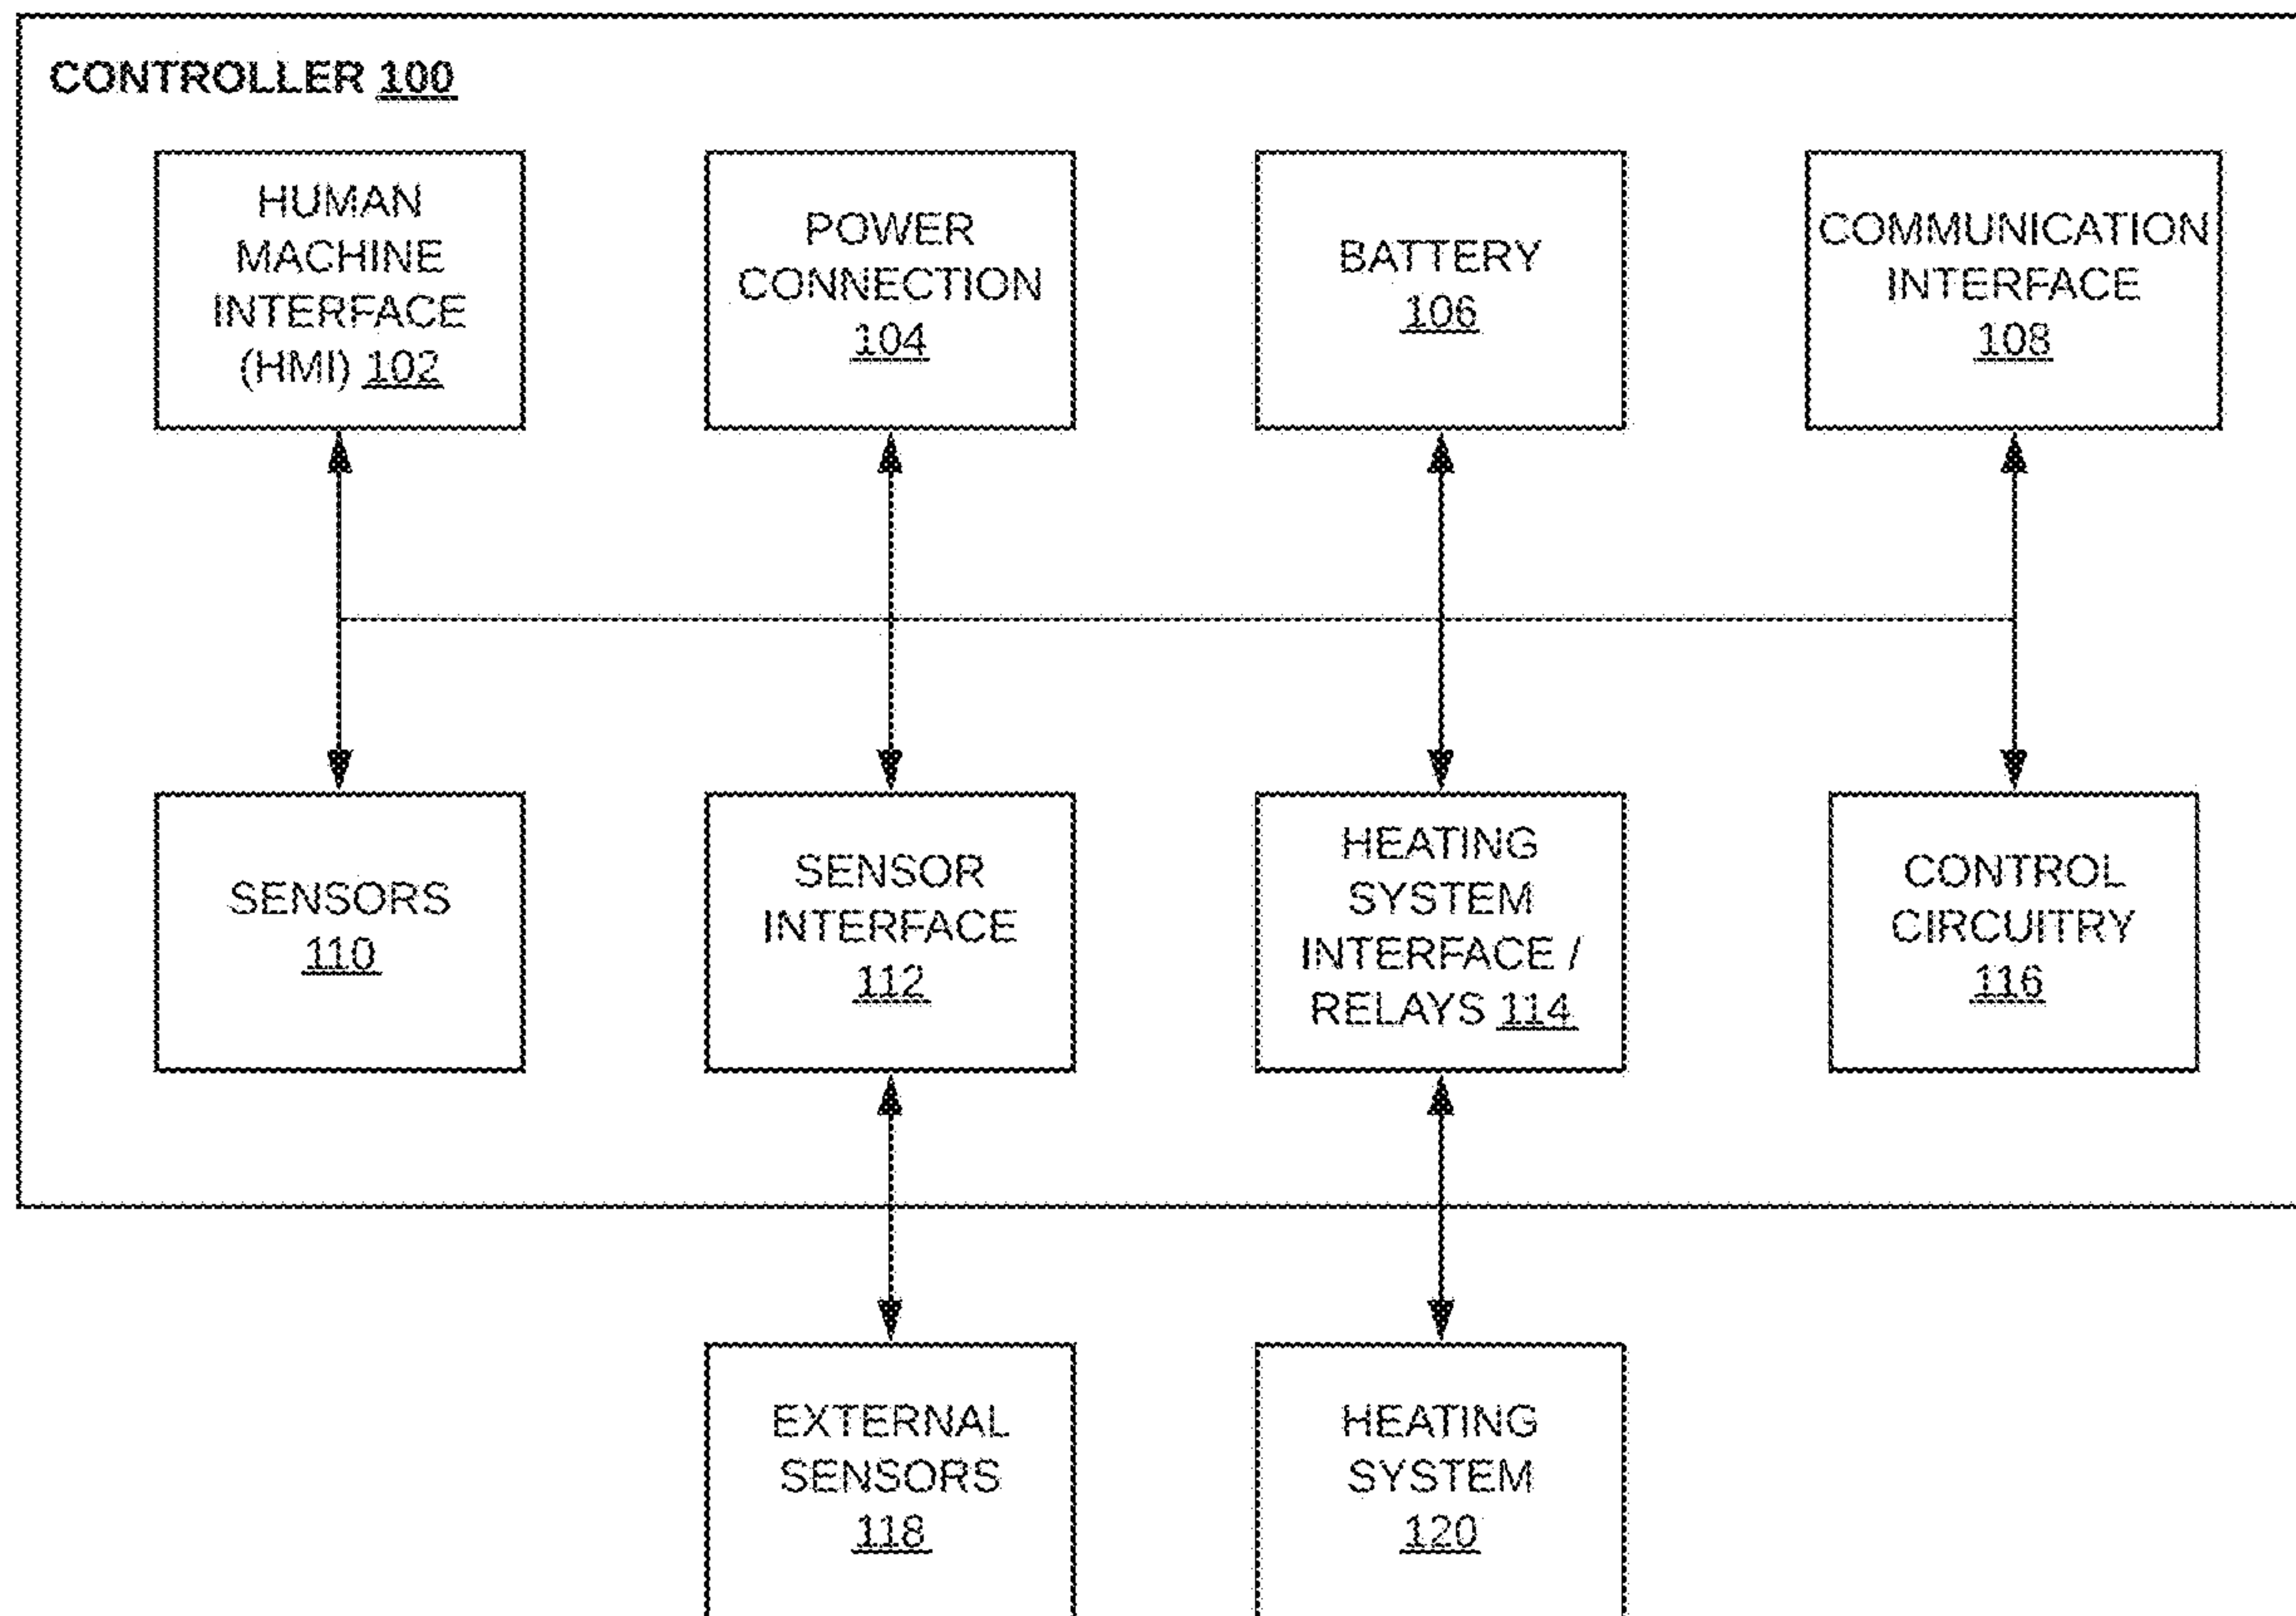 CONTROLLER 100
HUMAN
MACHINE
INTERFACE
(HMI) 102
POWER
CONNECTION
104
BATTERY
106
COMMUNICATION
INTERFACE
108
SENSORS
110
SENSOR
INTERFACE
112
HEATING
SYSTEM
INTERFACE /
RELAYS 114
CONTROL
CIRCUITRY
116
EXTERNAL
SENSORS
118
HEATING
SYSTEM
120